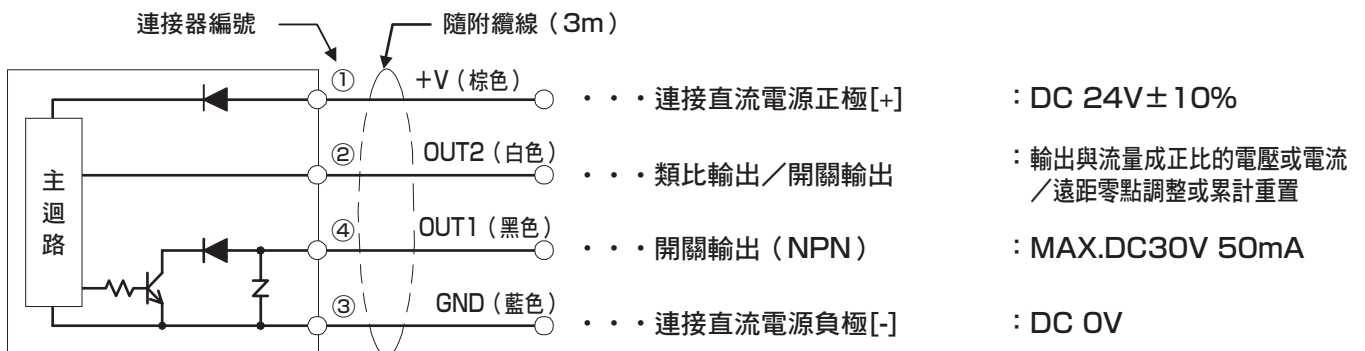 連接器編號
隨附纜線（3m）
① +V（棕色） ・・・連接直流電源正極[+] ：DC 24V±10%
② OUT2（白色） ・・・類比輸出／開關輸出 ：輸出與流量成正比的電壓或電流
／遠距零點調整或累計重置
主迴路
④ OUT1（黑色） ・・・開關輸出（NPN） ：MAX.DC30V 50mA
③ GND（藍色） ・・・連接直流電源負極[-] ：DC 0V